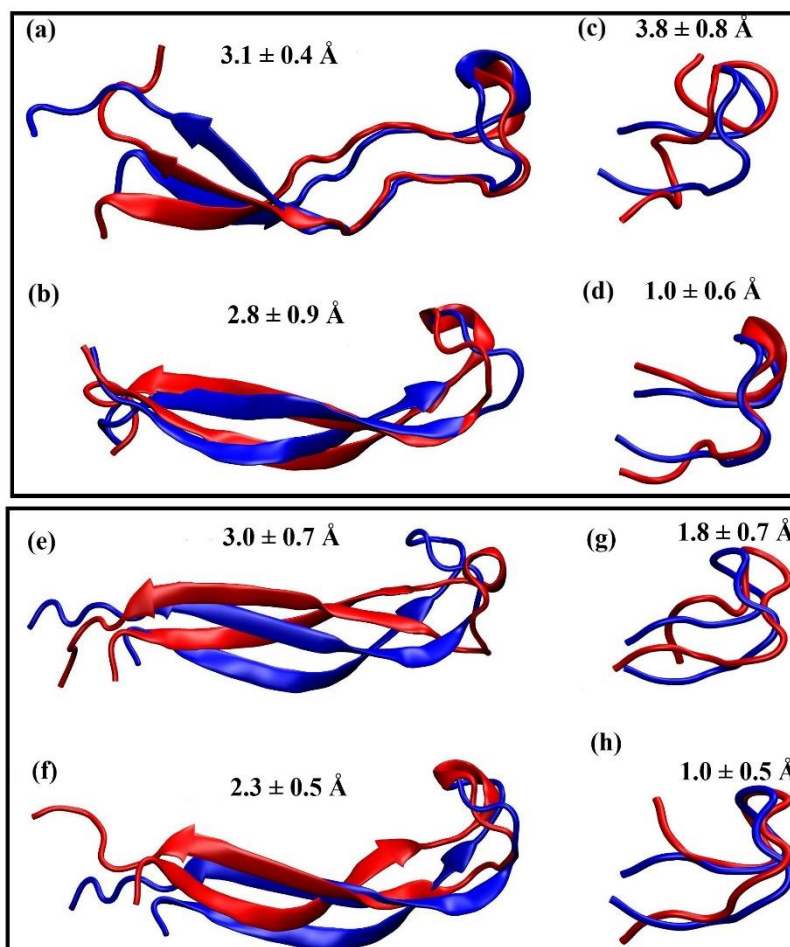 (a) 3.1 ± 0.4 Å (c) 3.8 ± 0.8 Å
(b) 2.8 ± 0.9 Å (d) 1.0 ± 0.6 Å
(e) 3.0 ± 0.7 Å (g) 1.8 ± 0.7 Å
(f) 2.3 ± 0.5 Å (h) 1.0 ± 0.5 Å